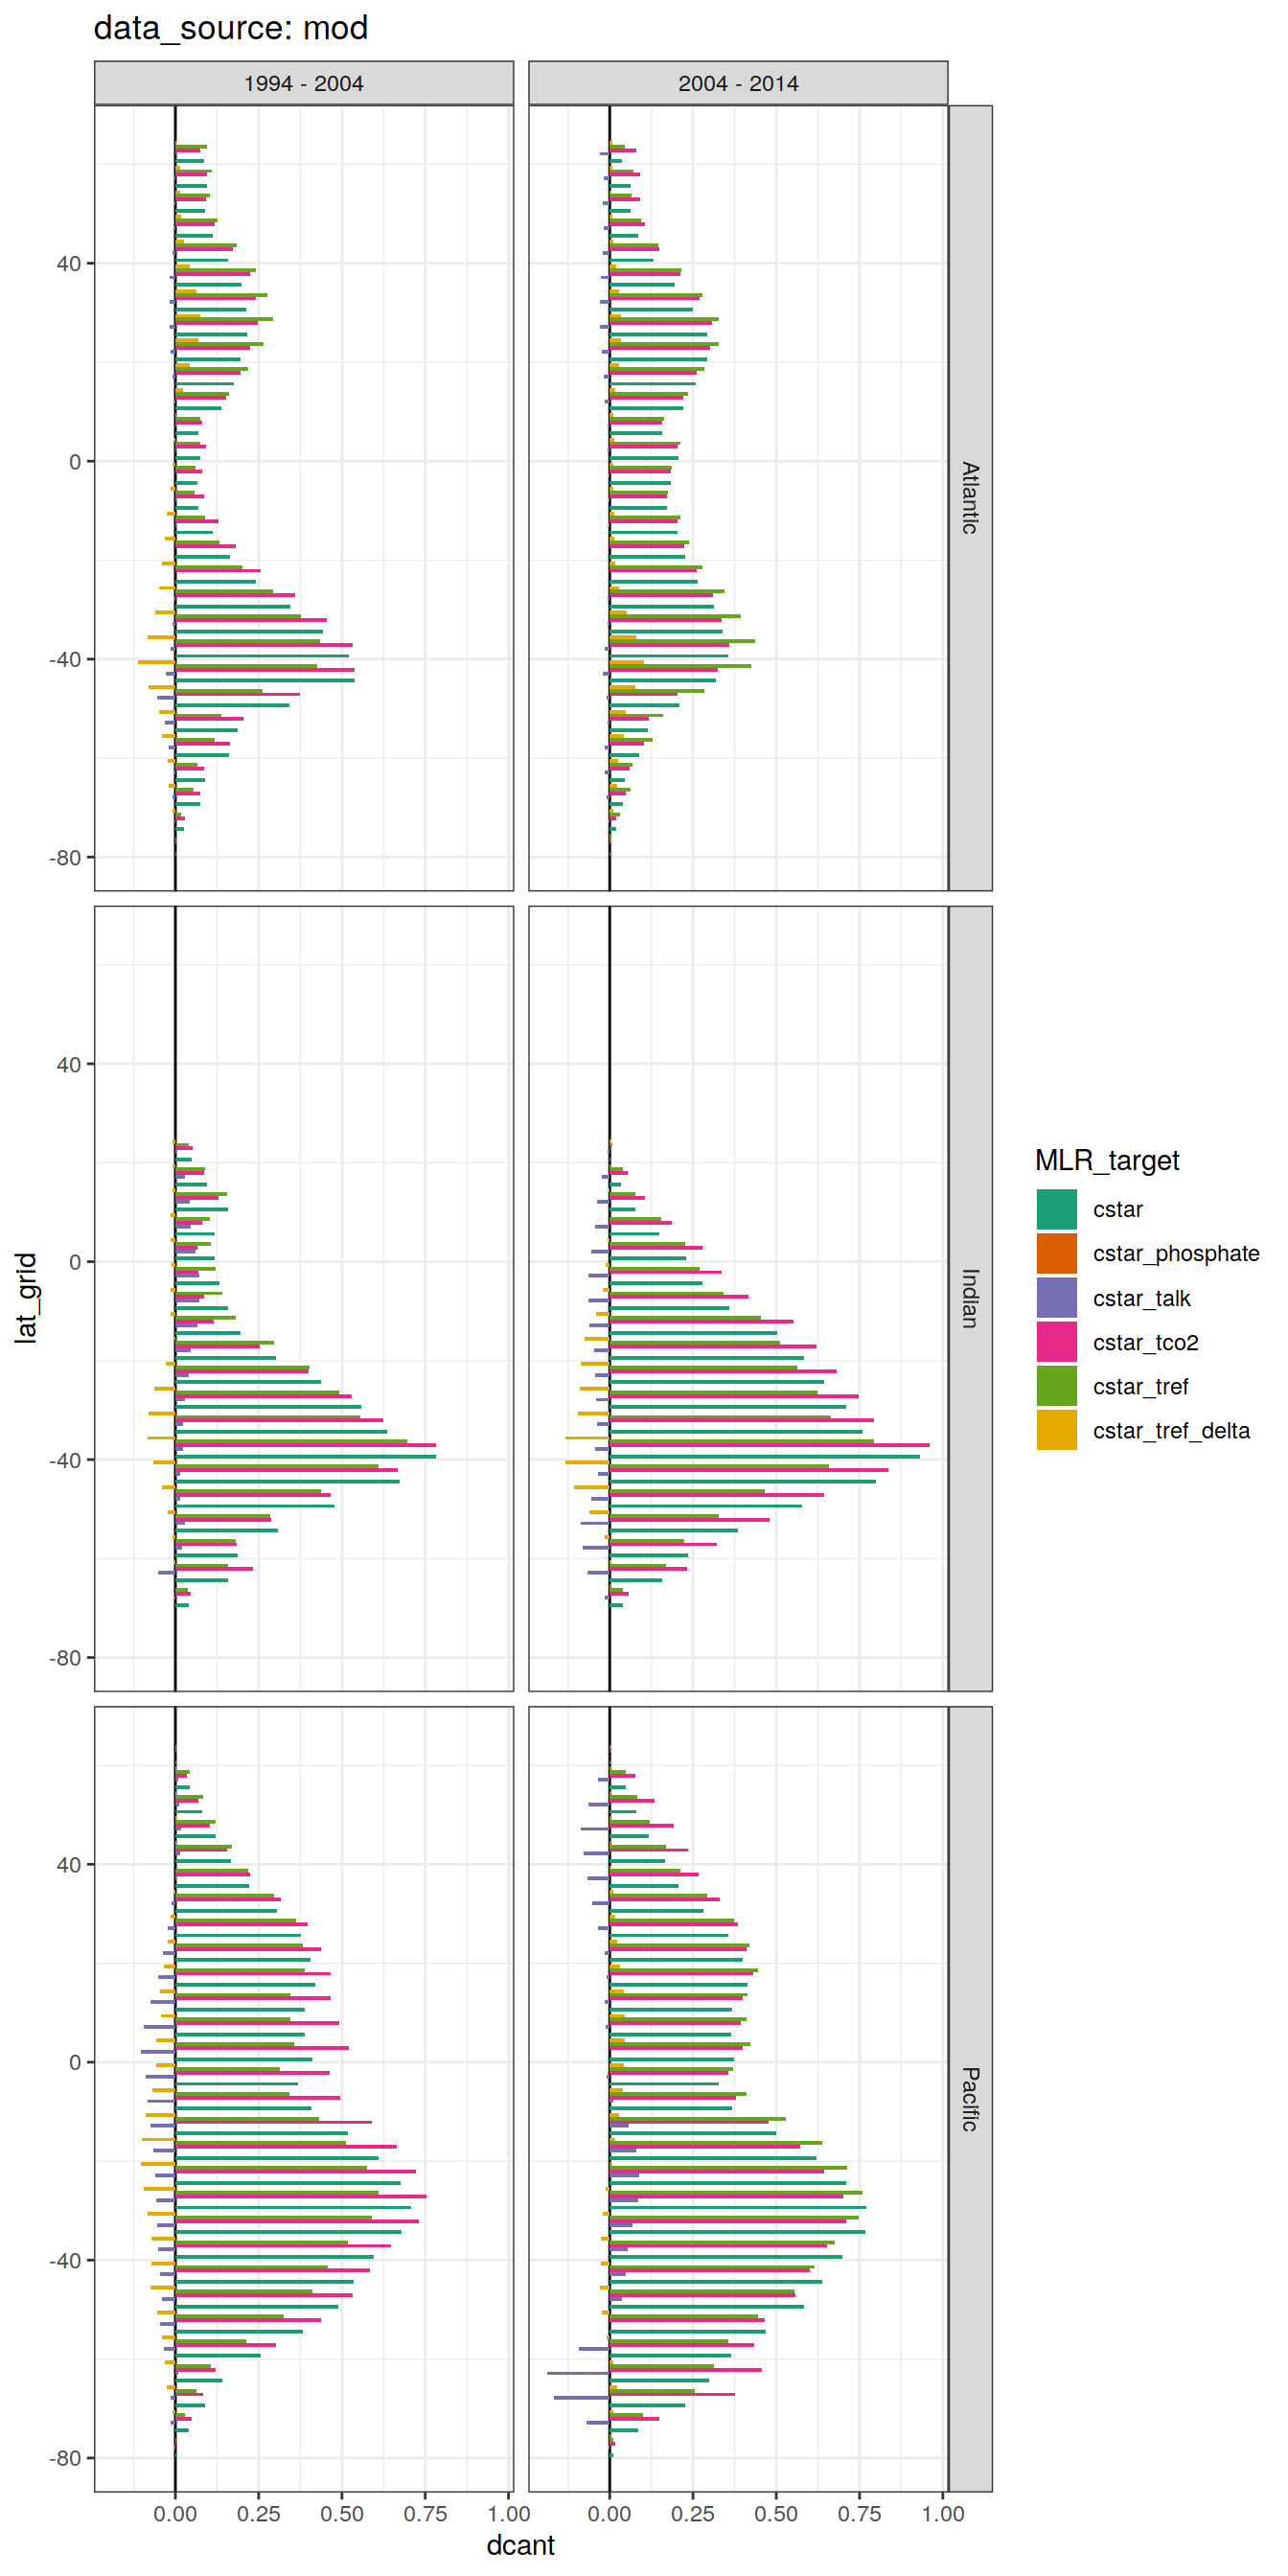 data_source: mod
1994 - 2004
2004 - 2014
40
0
-40
-80
Atlantic
40
0
-40
-80
Indian
40
0
-40
-80
Pacific
lat_grid
0.00 0.25 0.50 0.75 1.00
0.00 0.25 0.50 0.75 1.00
dcant
MLR_target
cstar
cstar_phosphate
cstar_talk
cstar_tco2
cstar_tref
cstar_tref_delta